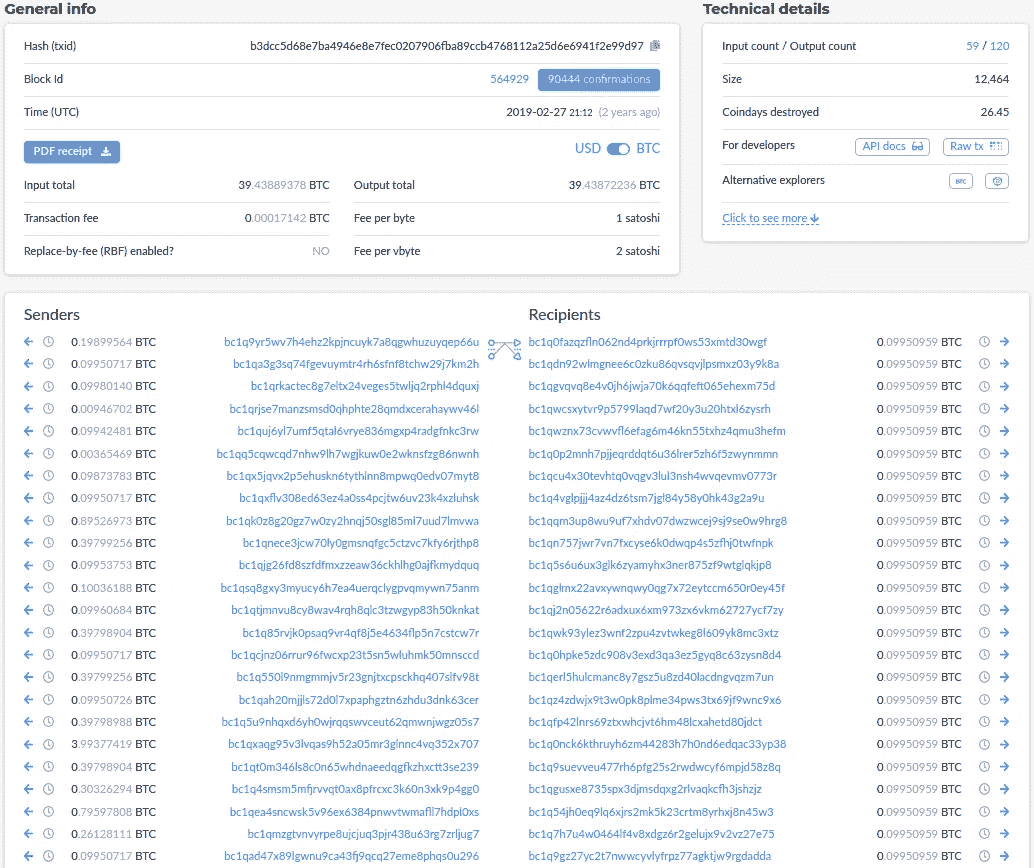 General info
Hash (txid) b3dcc5d68e7ba4946e8e7fec0207906fba89ccb4768112a25d6e6941f2e99d97
Block Id 564929 90444 confirmations
Time (UTC) 2019-02-27 21:12 (2 years ago)
PDF receipt USD BTC
Input total 39.43889378 BTC Output total 39.43872236 BTC
Transaction fee 0.00017142 BTC Fee per byte 1 satoshi
Replace-by-fee (RBF) enabled? NO Fee per vbyte 2 satoshi
Technical details
Input count / Output count 59 / 120
Size 12,464
Coindays destroyed 26.45
For developers API docs Raw tx
Alternative explorers BTC
Click to see more
Senders Recipients
0.19899564 BTC bc1q9yr5wv7h4ehz2kpjncuyk7a8qgwhuzuyqep66u bc1q0fazqzfln062nd4prkjrrrpf0ws53xmtd30wgf 0.09950959 BTC
0.09950717 BTC bc1qa3g3sq74fgevuymtr4rh6sfnf8tchw29j7km2h bc1qdn92wlmgnee6c0zku86qvsqvjlpsmxz03y9k8a 0.09950959 BTC
0.09980140 BTC bc1qrkactec8g7eltx24veges5twljq2rphl4dquxj bc1qgvqvq8e4v0jh6jwja70k6qqfeft065ehexm75d 0.09950959 BTC
0.00946702 BTC bc1qrjse7manzsmsd0qhphte28qmdxcerahaywv46l bc1qwcsxytvr9p5799laqd7wf20y3u20htxl6zysrh 0.09950959 BTC
0.09942481 BTC bc1quj6yl7umf5qtal6vrye836mgxp4radgfnkc3rw bc1qwznx73cvwvfl6efag6m46kn55txhz4qmu3hefm 0.09950959 BTC
0.00365469 BTC bc1qq5cqwcqd7nhw9lh7wgjkuw0e2wknsfzg86nwnh bc1q0p2mnh7pjjeqrddqt6u36lrer5zh6f5zwynmmn 0.09950959 BTC
0.09873783 BTC bc1qx5jqvx2p5ehuskn6tythlnn8mpwq0edv07myt8 bc1qcu4x30tevhtq0vqgv3lul3nsh4wvqevmv0773r 0.09950959 BTC
0.09950717 BTC bc1qxflv308ed63ez4a0ss4pcjtw6uv23k4xzluhsk bc1q4vglpjjj4az4dz6tsm7jgl84y58y0hk43g2a9u 0.09950959 BTC
0.89526973 BTC bc1qk0z8g20gz7w0zy2hnqj50sgl85ml7uud7lmvwa bc1qqm3up8wu9uf7xhdv07dwzwcej9sj9se0w9hrg8 0.09950959 BTC
0.39799256 BTC bc1qnece3jcw70ly0gmsnqfgc5ctzvc7kfy6rjthp8 bc1qn757jwr7vn7fxcyse6k0dwqp4s5zfhj0twfnpk 0.09950959 BTC
0.09953753 BTC bc1qjg26fd8szfdfmxzzeaw36ckhlhg0ajfkmydquq bc1q5s6u6ux3glk6zyamyhx3ner875zf9wtglqkjp8 0.09950959 BTC
0.10036188 BTC bc1qsq8gxy3myucy6h7ea4uerqclygpvqmywn75anm bc1qglmx22avxywnqwy0qg7x72eytccm650r0ey45f 0.09950959 BTC
0.09960684 BTC bc1qtjmnvu8cy8wav4rqh8qlc3tzwgyp83h50knkat bc1qj2n05622r6adxux6xm973zx6vkm62727ycf7zy 0.09950959 BTC
0.39798904 BTC bc1q85rvjk0psaq9vr4qf8j5e4634flp5n7cstcw7r bc1qwk93ylez3wnf2zpu4zvtwkeg8l609yk8mc3xtz 0.09950959 BTC
0.09950717 BTC bc1qcjnz06rrur96fwcxp23t5sn5wluhmk50mnsccd bc1q0hpke5zdc908v3exd3qa3ez5gyq8c63zysn8d4 0.09950959 BTC
0.39799256 BTC bc1q550l9nmgmmjv5r23gnjtxcpsckhq407slfv98t bc1qerl5hulcmanc8y7gsz5u8zd40lacdngvqzm7un 0.09950959 BTC
0.09950726 BTC bc1qah20mjjls72d0l7xpaphgztn6zhdu3dnk63cer bc1qz4zdwjx9t3w0pk8plme34pws3tx69jf9wnc9x6 0.09950959 BTC
0.39798988 BTC bc1q5u9nhqxd6yh0wjrqqswvceut62qmwnjwgz05s7 bc1qfp42lnrs69ztxwhcjvt6hm48lcxahetd80jdct 0.09950959 BTC
3.99377419 BTC bc1qxaqg95v3lvqas9h52a05mr3glnnc4vq352x707 bc1q0nck6kthruyh6zm44283h7h0nd6edqac33yp38 0.09950959 BTC
0.39798904 BTC bc1qt0m346ls8c0n65whdnaeedqgfkzhxctt3se239 bc1q9suevveu477rh6pfg25s2rwdwcyf6mpjd58z8q 0.09950959 BTC
0.30326294 BTC bc1q4smsm5mfjrvvqt0ax8pfrcxc3k60n3xk9p4gg0 bc1qgusxe8735spx3djmsdqxg2rlvaqkcfh3jshzjz 0.09950959 BTC
0.79597808 BTC bc1qea4sncwsk5v96ex6384pnwvtwmafll7hdpl0xs bc1q54jh0eq9lq6xjrs2mk5k23crtm8yrhxj8n45w3 0.09950959 BTC
0.26128111 BTC bc1qmzgtvnvyrpe8ujcjuq3pjr438u63rg7zrljug7 bc1q7h7u4w0464lf4v8xdgz6r2gelujx9v2vz27e75 0.09950959 BTC
0.09950717 BTC bc1qad47x89lgwnu9ca43fj9qcq27eme8phqs0u296 bc1q9gz27yc2t7nwwcyvlyfrpz77agktjw9rgdadda 0.09950959 BTC